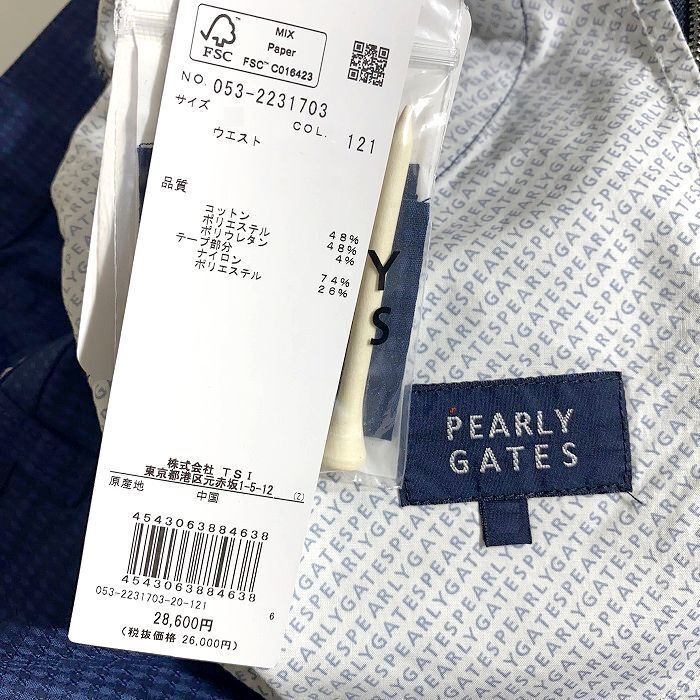 FSC
MIX
Paper
FSC™ C016423
NO. 053-2231703
サイズ
COL. 121
ウエスト
品質
コットン 48%
ポリエステル 48%
ポリウレタン 4%
テープ部分
ナイロン 74%
ポリエステル 26%
株式会社 TSI
東京都港区元赤坂1-5-12 (2)
原産地 中国
4543063884638
4543063884638
053-2231703-20-121 6
28,600円
(税抜価格 26,000円)
Y
S
PEARLY
GATES
PEARLYGATESPEARLYGATESPEARLYGATES